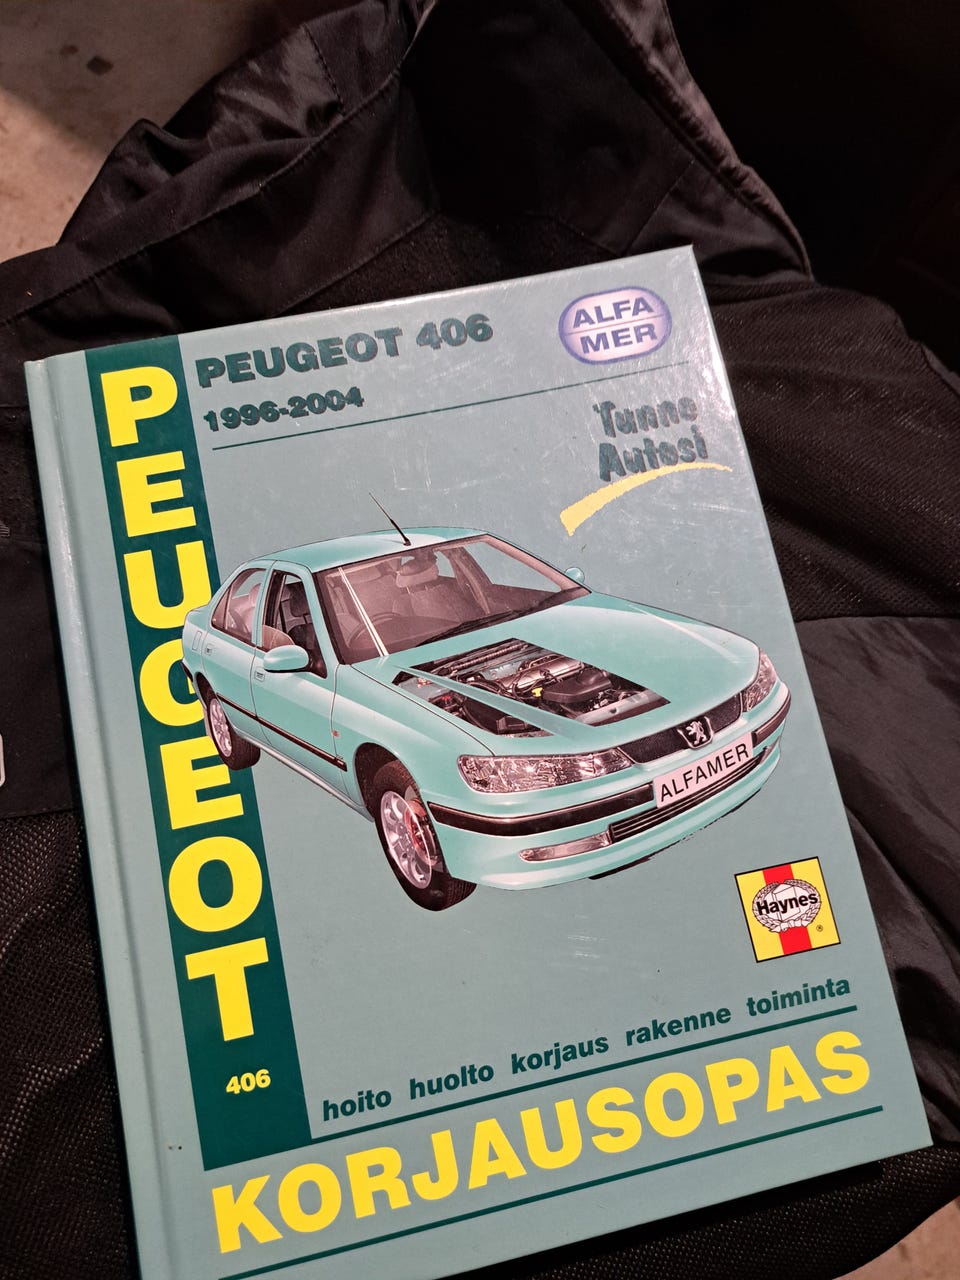 PEUGEOT 406
1996-2004
ALFA
MER
Tunne
Autosi
PEUGEOT
406
ALFAMER
Haynes
®
hoito huolto korjaus rakenne toiminta
KORJAUSOPAS